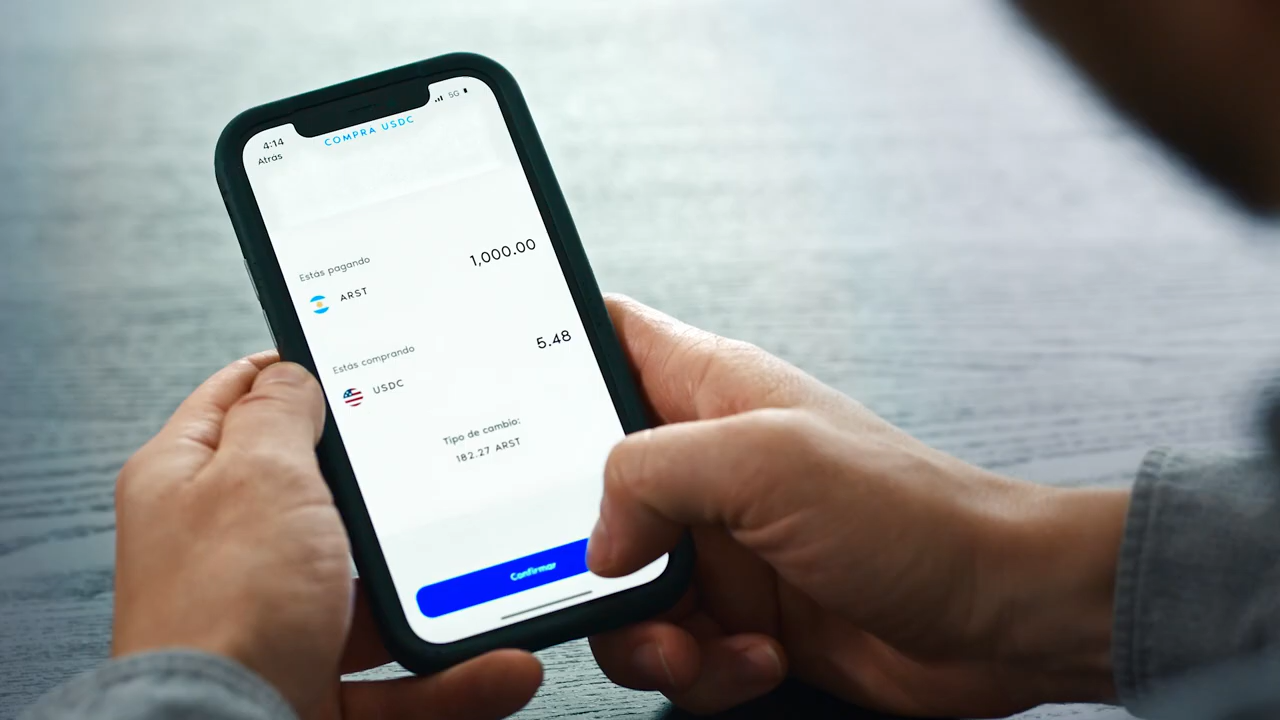 4:14
5G
Atrás
COMPRA USDC
Estás pagando
1,000.00
ARST
Estás comprando
5.48
USDC
Tipo de cambio:
182.27 ARST
Confirmar